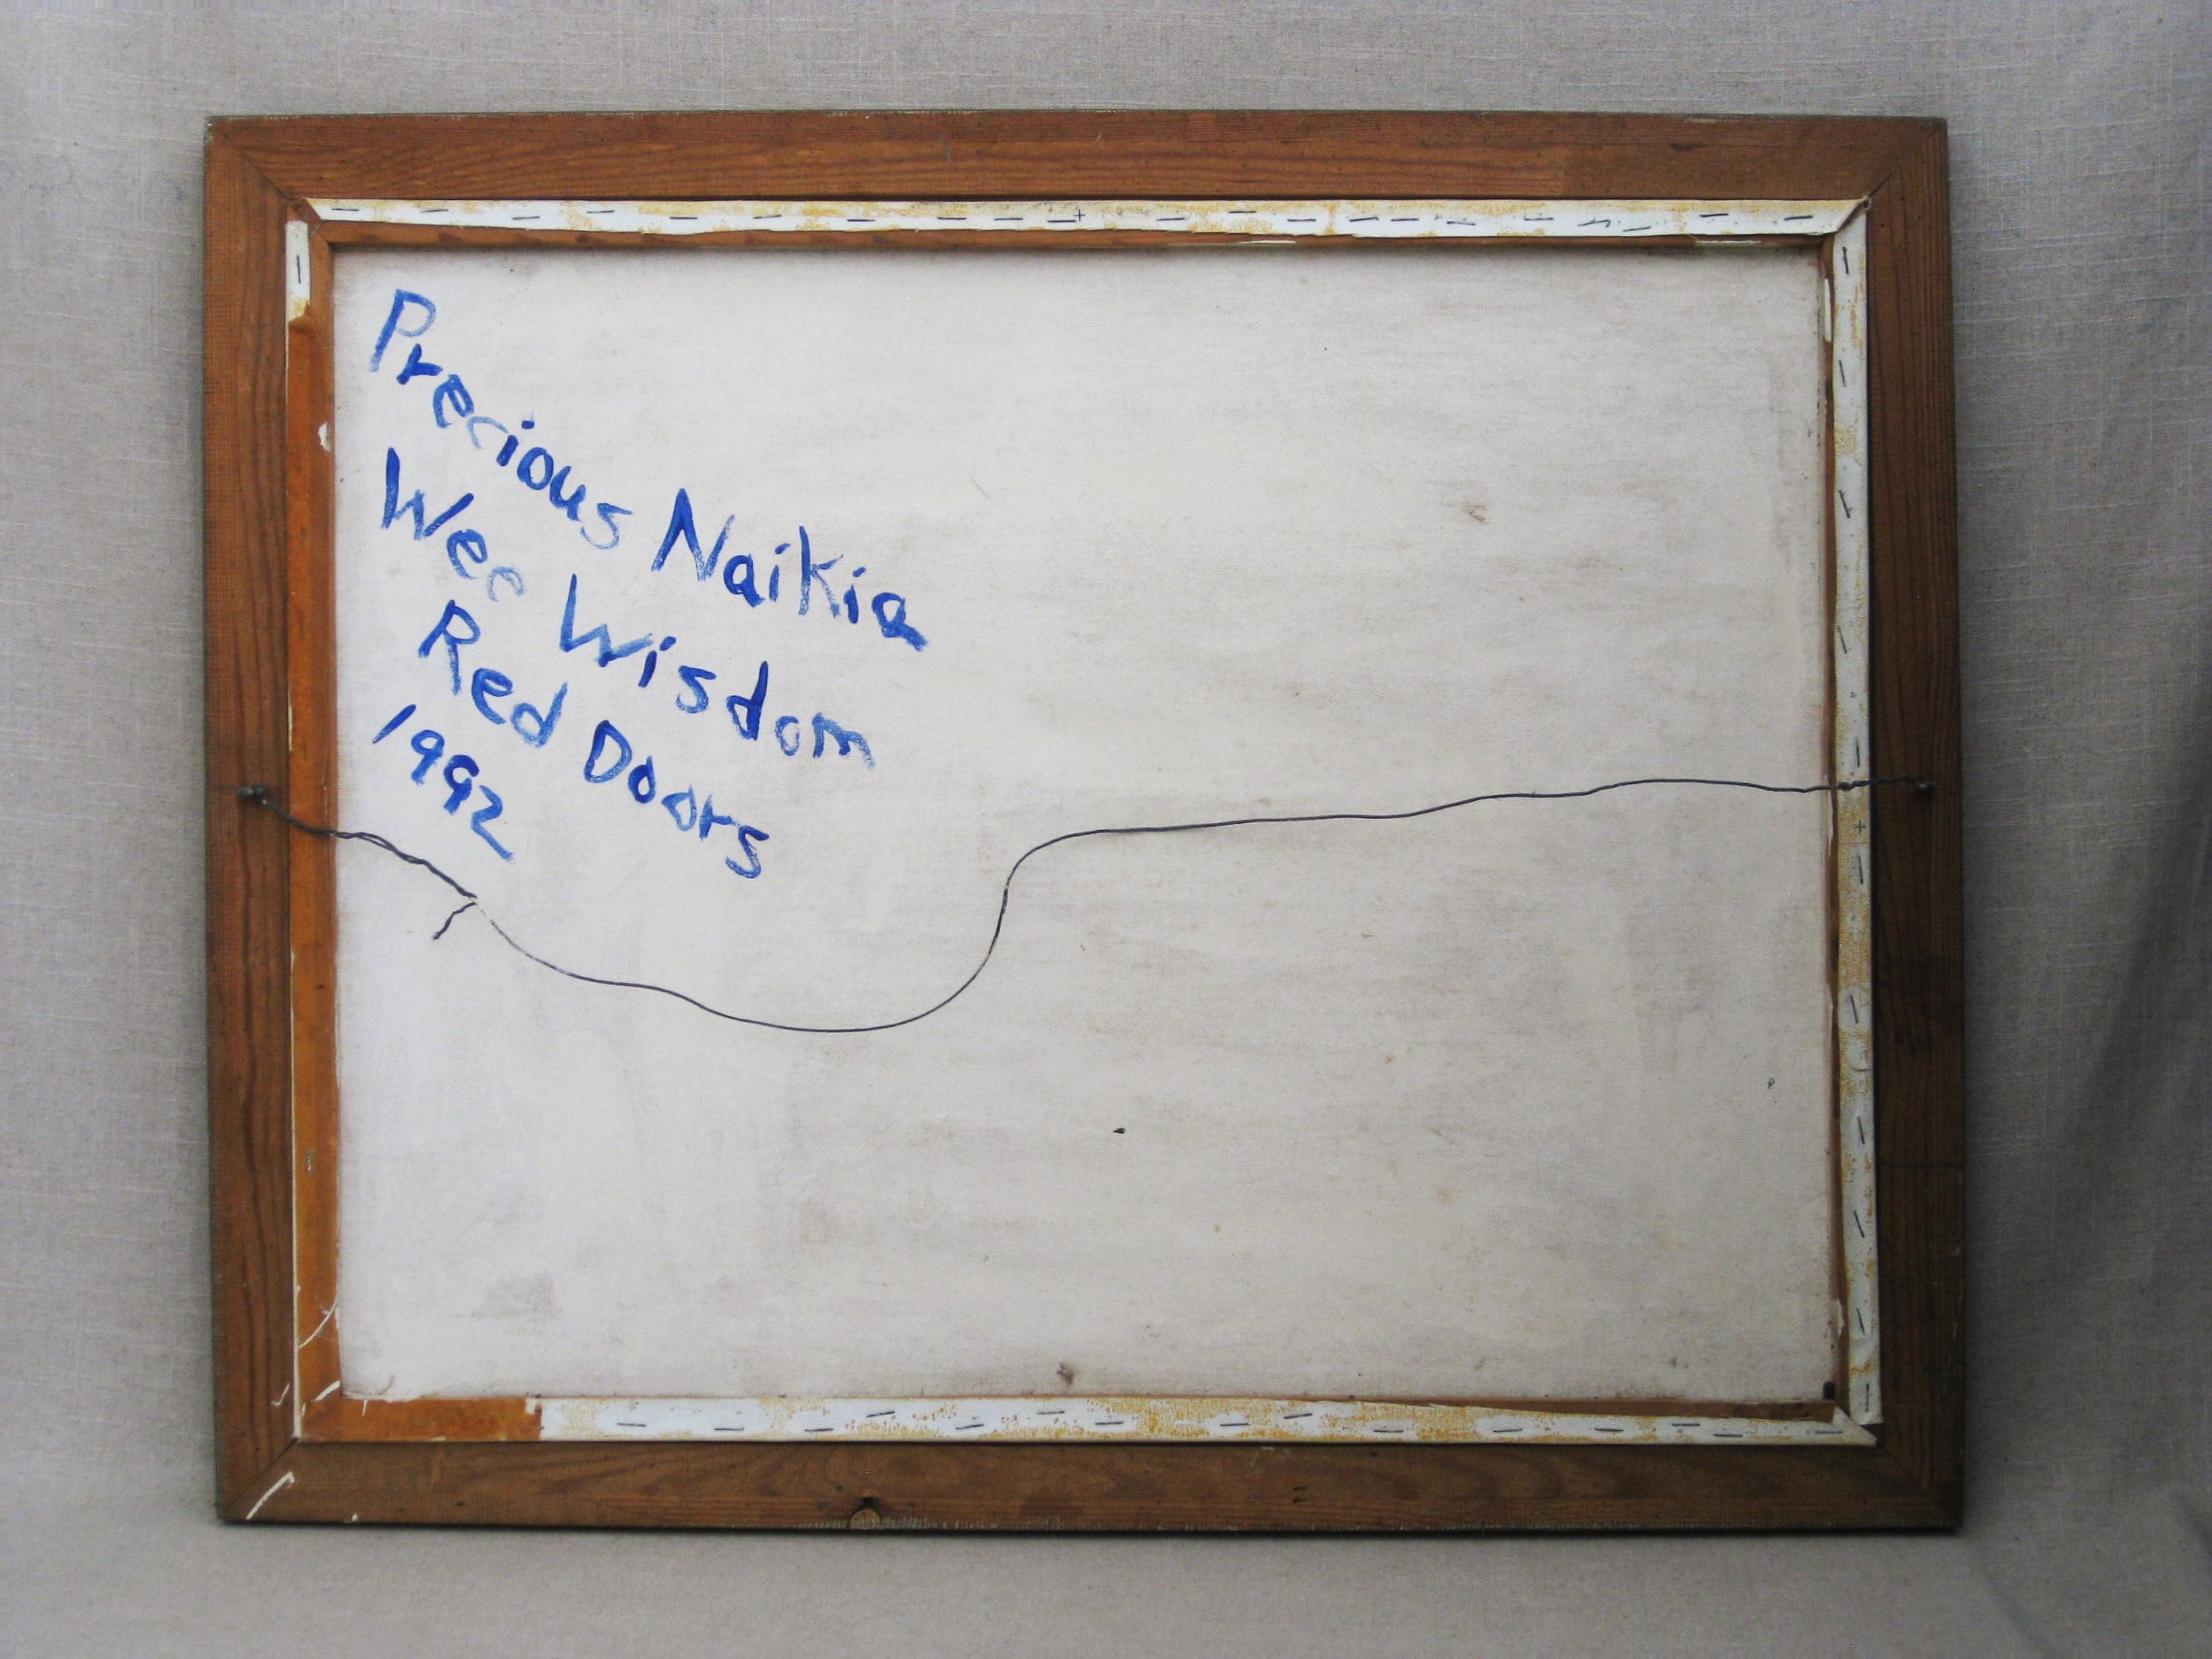 Precious Naikia
Wee Wisdom
Red Doors
1992